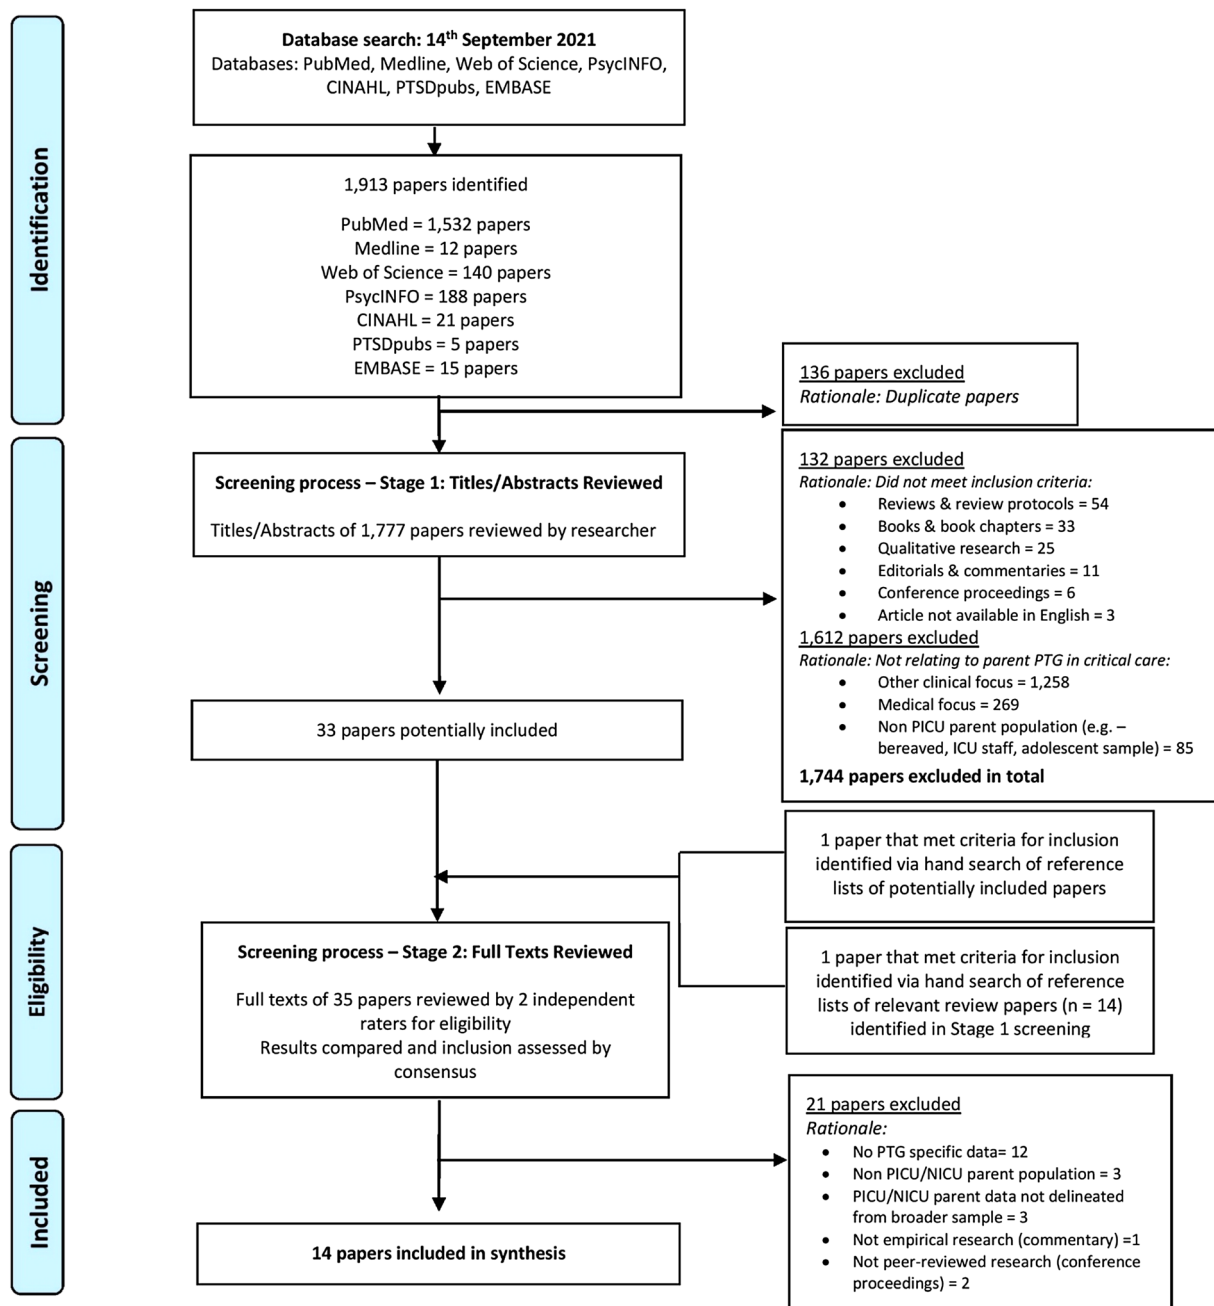 Identification
Database search: 14th September 2021
Databases: PubMed, Medline, Web of Science, PsycINFO,
CINAHL, PTSDpubs, EMBASE
1,913 papers identified
PubMed = 1,532 papers
Medline = 12 papers
Web of Science = 140 papers
PsycINFO = 188 papers
CINAHL = 21 papers
PTSDpubs = 5 papers
EMBASE = 15 papers
136 papers excluded
Rationale: Duplicate papers
Screening
Screening process – Stage 1: Titles/Abstracts Reviewed
Titles/Abstracts of 1,777 papers reviewed by researcher
132 papers excluded
Rationale: Did not meet inclusion criteria:
• Reviews & review protocols = 54
• Books & book chapters = 33
• Qualitative research = 25
• Editorials & commentaries = 11
• Conference proceedings = 6
• Article not available in English = 3
1,612 papers excluded
Rationale: Not relating to parent PTG in critical care:
• Other clinical focus = 1,258
• Medical focus = 269
• Non PICU parent population (e.g. –
bereaved, ICU staff, adolescent sample) = 85
1,744 papers excluded in total
33 papers potentially included
Eligibility
1 paper that met criteria for inclusion
identified via hand search of reference
lists of potentially included papers
1 paper that met criteria for inclusion
identified via hand search of reference
lists of relevant review papers (n = 14)
identified in Stage 1 screening
Screening process – Stage 2: Full Texts Reviewed
Full texts of 35 papers reviewed by 2 independent
raters for eligibility
Results compared and inclusion assessed by
consensus
Included
21 papers excluded
Rationale:
• No PTG specific data= 12
• Non PICU/NICU parent population = 3
• PICU/NICU parent data not delineated
from broader sample = 3
• Not empirical research (commentary) =1
• Not peer-reviewed research (conference
proceedings) = 2
14 papers included in synthesis